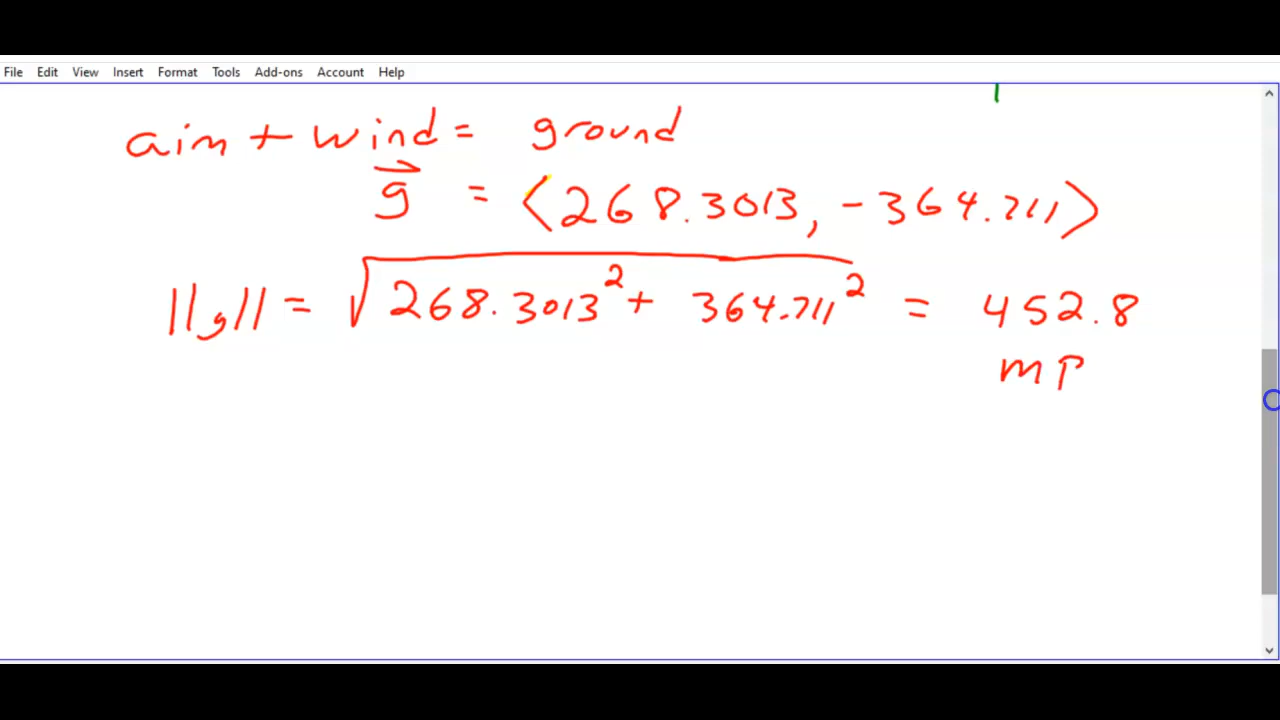 File Edit View Insert Format Tools Add-ons Account Help
aim + wind = ground
g⃗ = ⟨268.3013, -364.711⟩
||g|| = √268.3013² + 364.711² = 452.8
mp